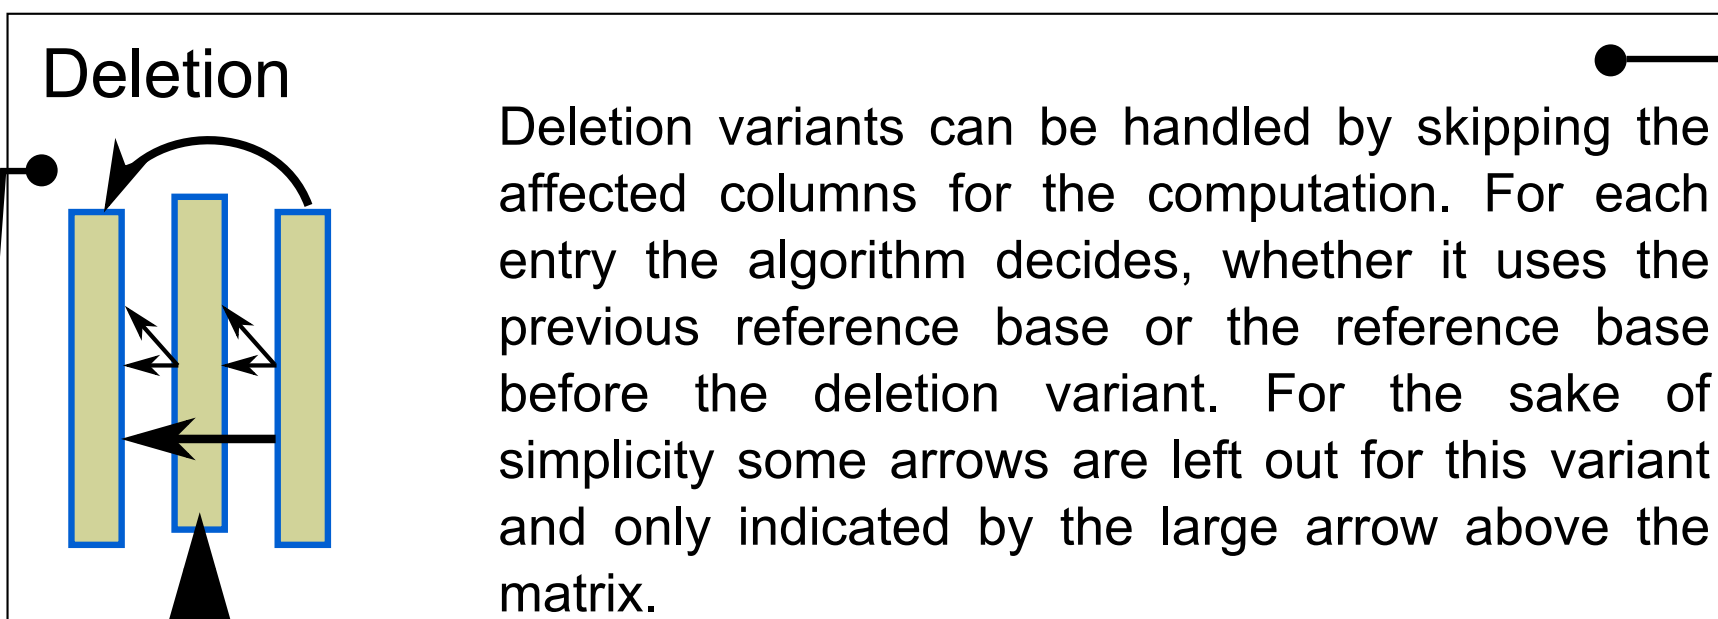 Deletion
Deletion variants can be handled by skipping the
affected columns for the computation. For each
entry the algorithm decides, whether it uses the
previous reference base or the reference base
before the deletion variant. For the sake of
simplicity some arrows are left out for this variant
and only indicated by the large arrow above the
matrix.